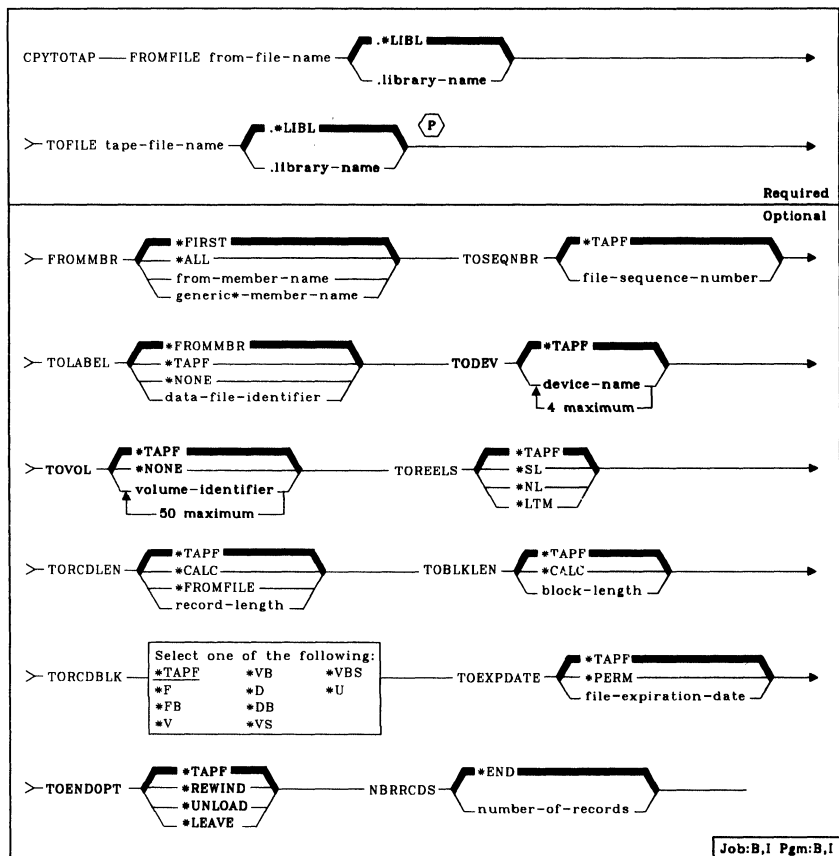 .*LIBL
CPYTOTAP FROMFILE from-file-name
.library-name
.*LIBL
P
TOFILE tape-file-name
.library-name
Required
Optional
*FIRST
*ALL
FROMMBR
from-member-name
generic*-member-name
*TAPF
TOSEQNBR
file-sequence-number
*FROMMBR
*TAPF
TOLABEL
*NONE
data-file-identifier
*TAPF
TODEV
device-name
4 maximum
*TAPF
*NONE
TOVOL
volume-identifier
50 maximum
*TAPF
*SL
TOREELS
*NL
*LTM
*TAPF
*CALC
TORCDLEN
*FROMFILE
record-length
*TAPF
*CALC
TOBLKLEN
block-length
Select one of the following:
TORCDBLK
*TAPF *VB *VBS
*F *D *U
*FB *DB
*V *VS
*TAPF
*PERM
TOEXPDATE
file-expiration-date
*TAPF
*REWIND
TOENDOPT
*UNLOAD
*LEAVE
*END
NBRRCDS
number-of-records
Job:B,I Pgm:B,I